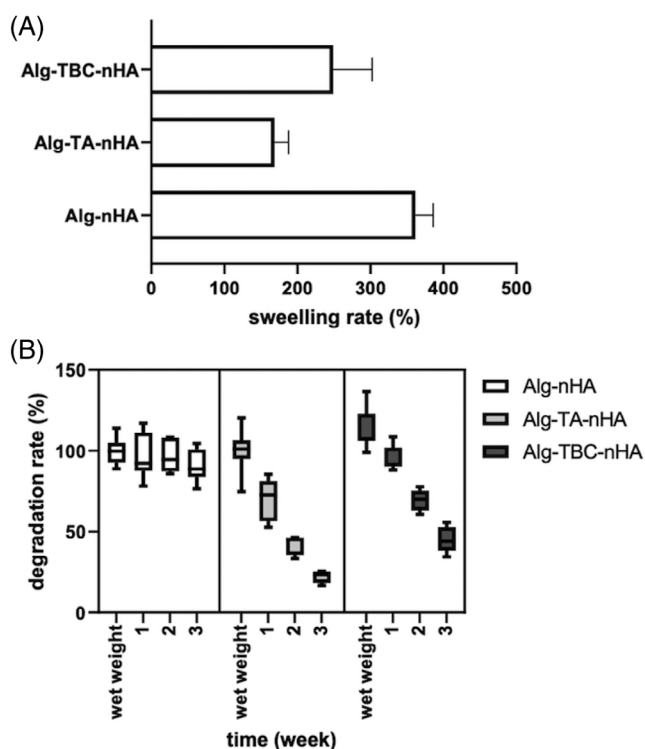 (A)
Alg-TBC-nHA
Alg-TA-nHA
Alg-nHA
0 100 200 300 400 500
sweelling rate (%)
(B)
150
100
50
0
degradation rate (%)
wet weight 1 2 3 wet weight 1 2 3 wet weight 1 2 3
time (week)
Alg-nHA
Alg-TA-nHA
Alg-TBC-nHA